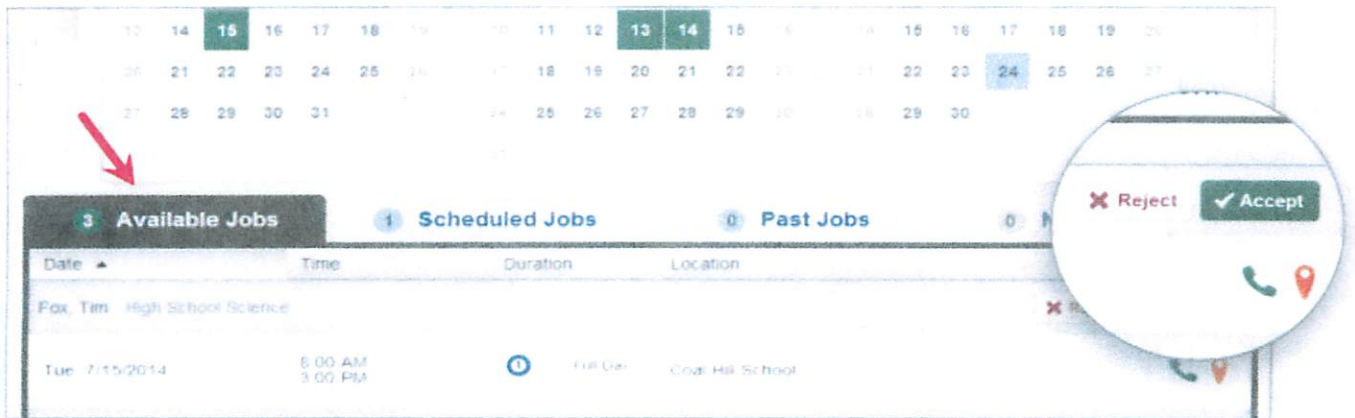 13 14 15 16 17 18 11 12 13 14 15 15 16 17 18 19
21 22 23 24 25 18 19 20 21 22 22 23 24 25 26
27 28 29 30 31 25 26 27 28 29 29 30
3 Available Jobs 1 Scheduled Jobs 0 Past Jobs 0
Reject Accept
Date Time Duration Location
Fox, Tim High School Science
Tue 7/15/2014 8:00 AM Full Day Coal Hill School
3:00 PM